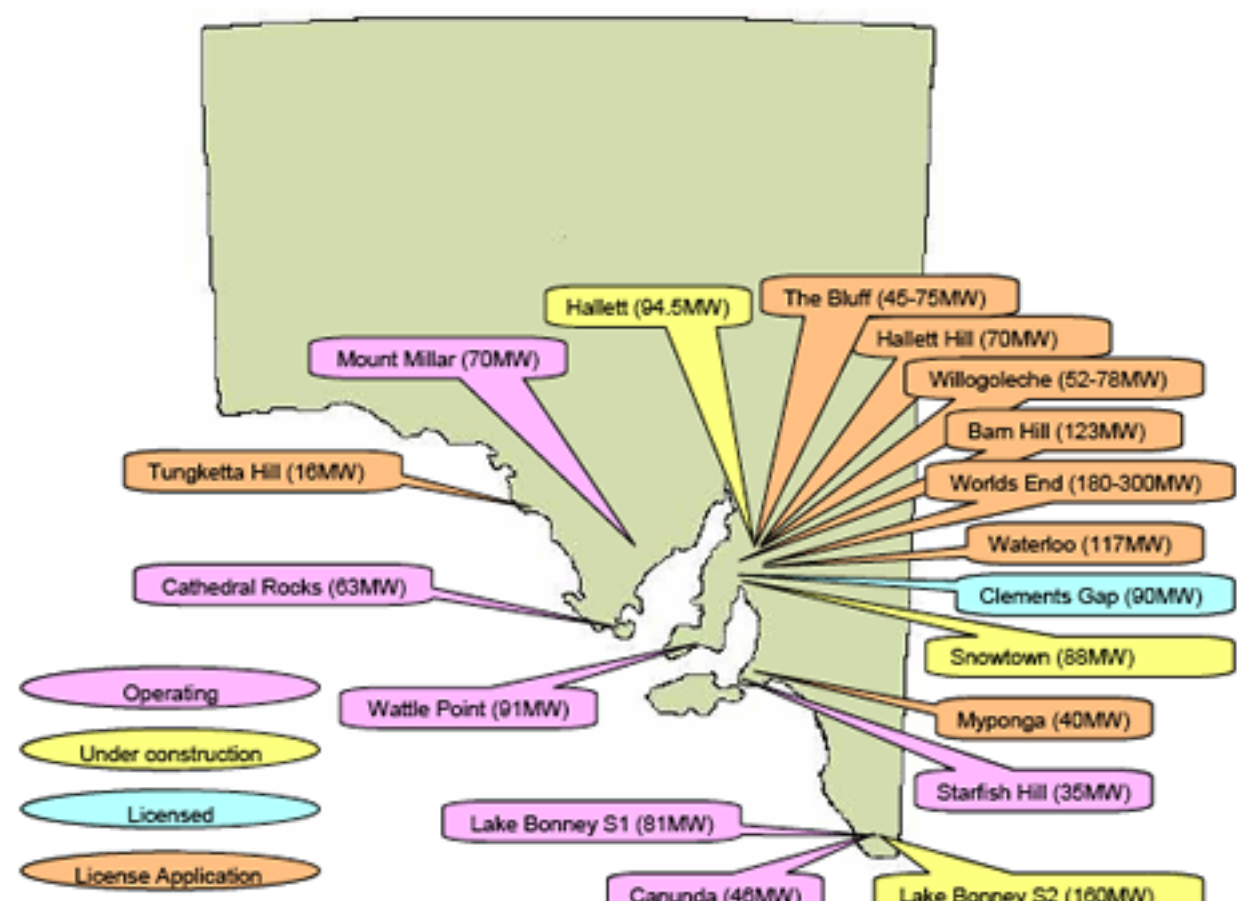 The Bluff (45-75MW)
Hallett (94.5MW)
Hallett Hill (70MW)
Mount Millar (70MW)
Willogoleche (52-78MW)
Barn Hill (123MW)
Tungketta Hill (16MW)
Worlds End (180-300MW)
Waterloo (117MW)
Cathedral Rocks (63MW)
Clements Gap (90MW)
Snowtown (88MW)
Operating
Wattle Point (91MW)
Myponga (40MW)
Under construction
Starfish Hill (35MW)
Licensed
Lake Bonney S1 (81MW)
License Application
Canunda (46MW)
Lake Bonney S2 (160MW)